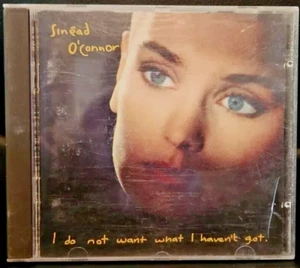 Sinéad
O'Connor
I do not want what I haven't got.